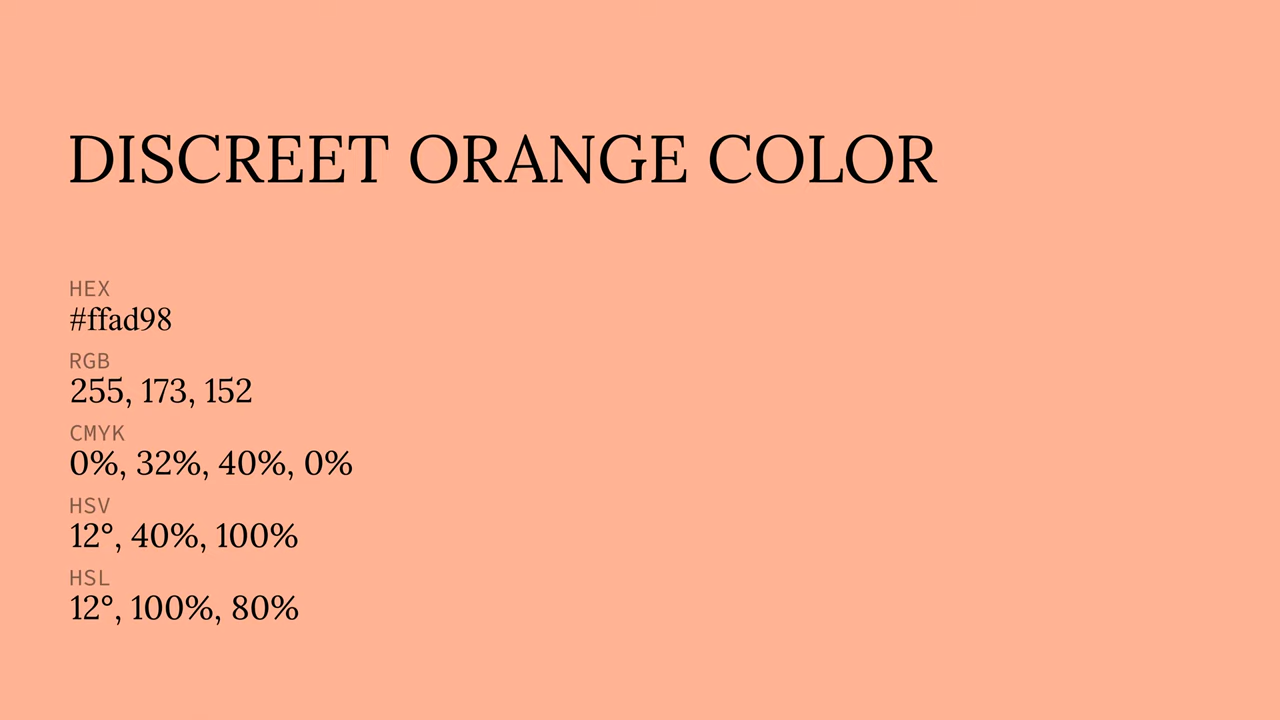 DISCREET ORANGE COLOR
HEX
#ffad98
RGB
255, 173, 152
CMYK
0%, 32%, 40%, 0%
HSV
12°, 40%, 100%
HSL
12°, 100%, 80%